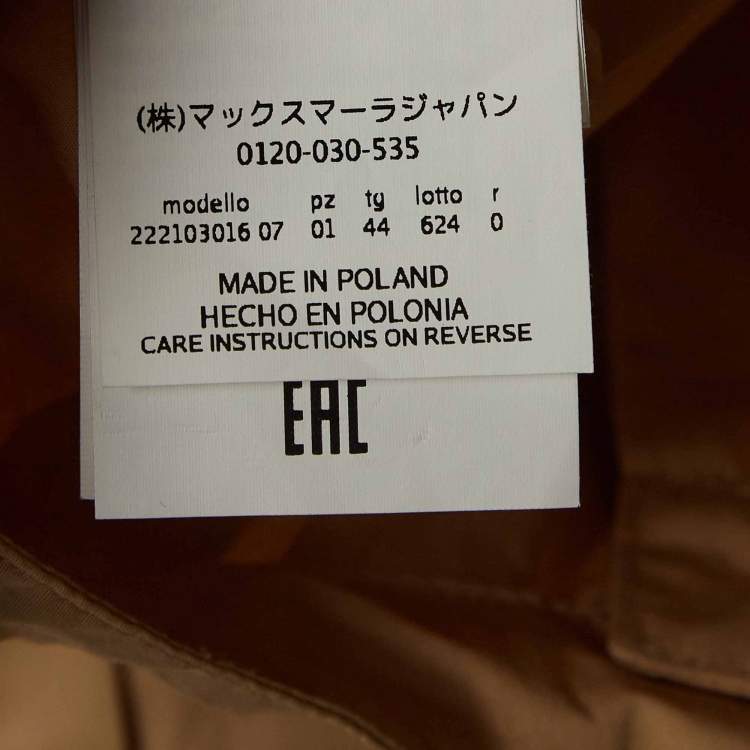 (株)マックスマーラジャパン
0120-030-535
modello pz tg lotto r
222103016 07 01 44 624 0
MADE IN POLAND
HECHO EN POLONIA
CARE INSTRUCTIONS ON REVERSE
EAC